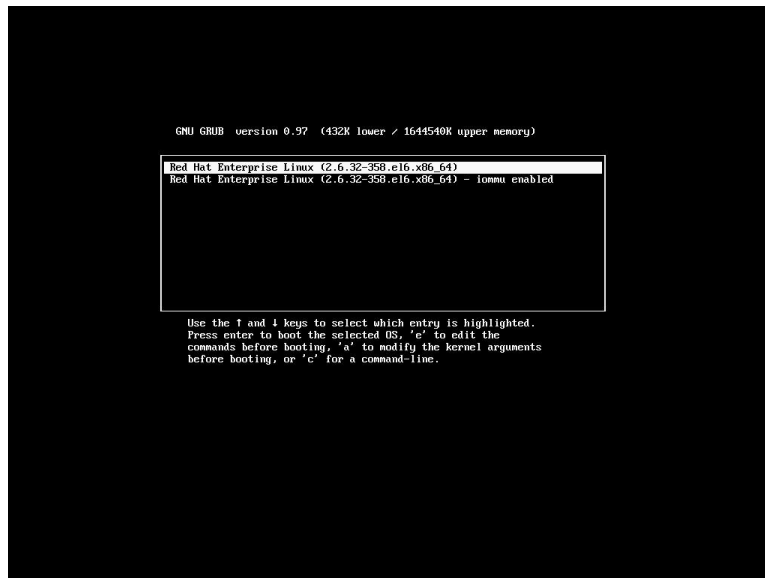 GNU GRUB  version 0.97  (432K lower / 1644540K upper memory)
Red Hat Enterprise Linux (2.6.32-358.el6.x86_64)
Red Hat Enterprise Linux (2.6.32-358.el6.x86_64) - iommu enabled
Use the ↑ and ↓ keys to select which entry is highlighted.
Press enter to boot the selected OS, 'e' to edit the
commands before booting, 'a' to modify the kernel arguments
before booting, or 'c' for a command-line.